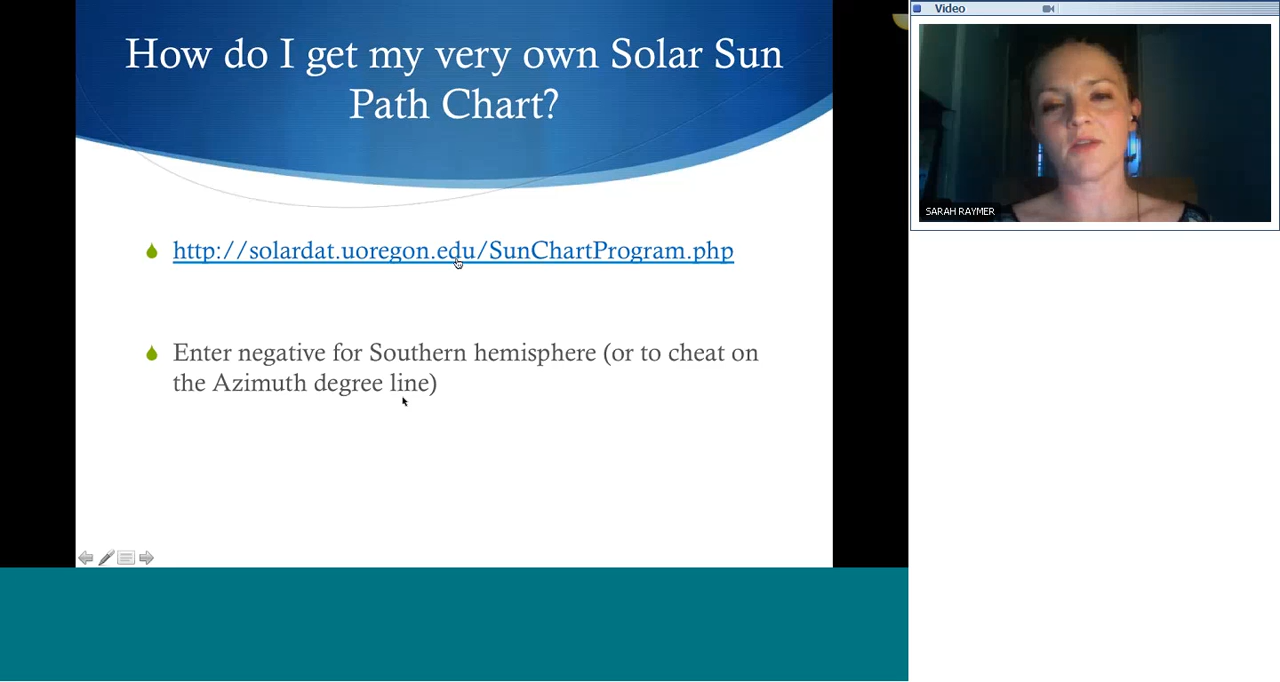 How do I get my very own Solar Sun
Path Chart?
http://solardat.uoregon.edu/SunChartProgram.php
Enter negative for Southern hemisphere (or to cheat on
the Azimuth degree line)
Video
SARAH RAYMER